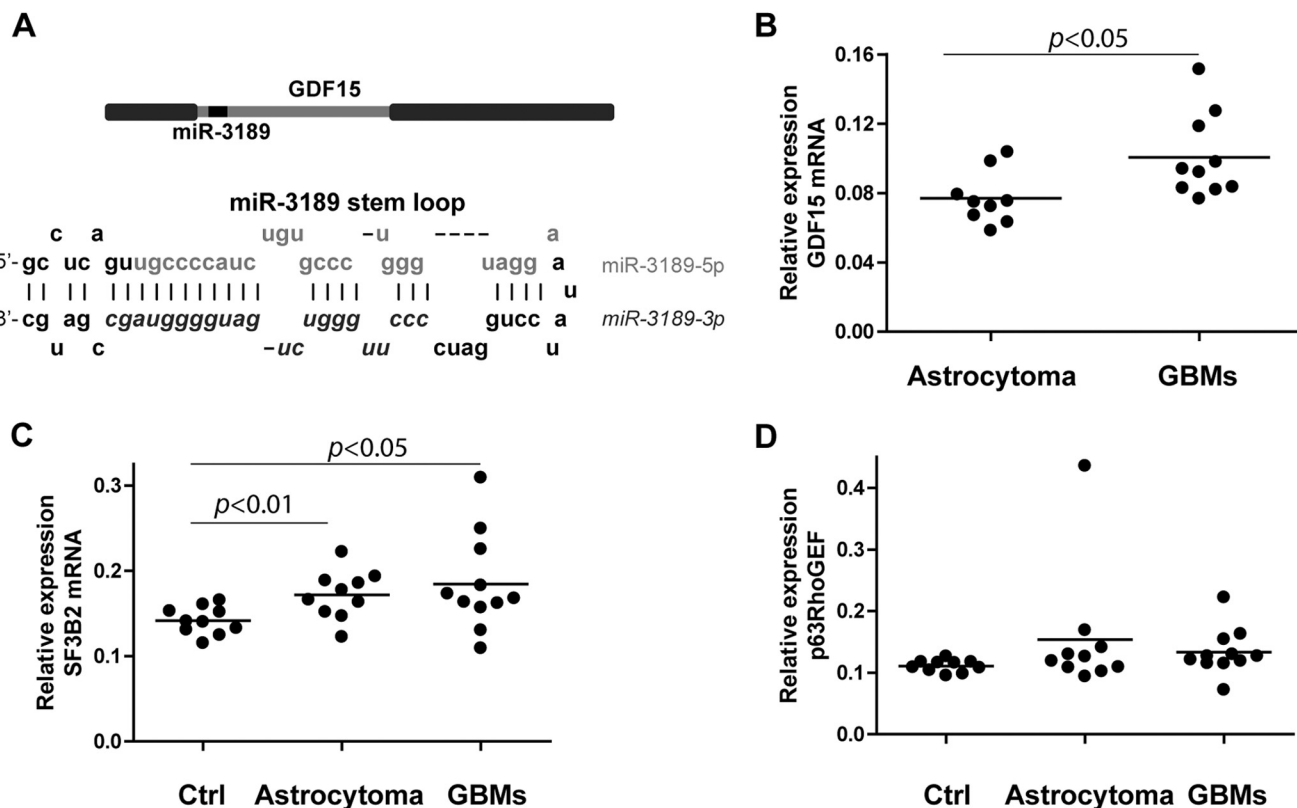 A
GDF15
miR-3189
miR-3189 stem loop
c a ugu –u ---- a
5’- gc uc guugccccauc gccc ggg uagg a miR-3189-5p
u
3’- cg ag cgauggggguag uggg ccc gucc a miR-3189-3p
u c –uc uu cuag u
B
p<0.05
Relative expression
GDF15 mRNA
0.16
0.12
0.08
0.04
0.00
Astrocytoma GBMs
C
p<0.05
p<0.01
Relative expression
SF3B2 mRNA
0.3
0.2
0.1
0.0
Ctrl Astrocytoma GBMs
D
Relative expression
p63RhoGEF
0.4
0.3
0.2
0.1
0.0
Ctrl Astrocytoma GBMs